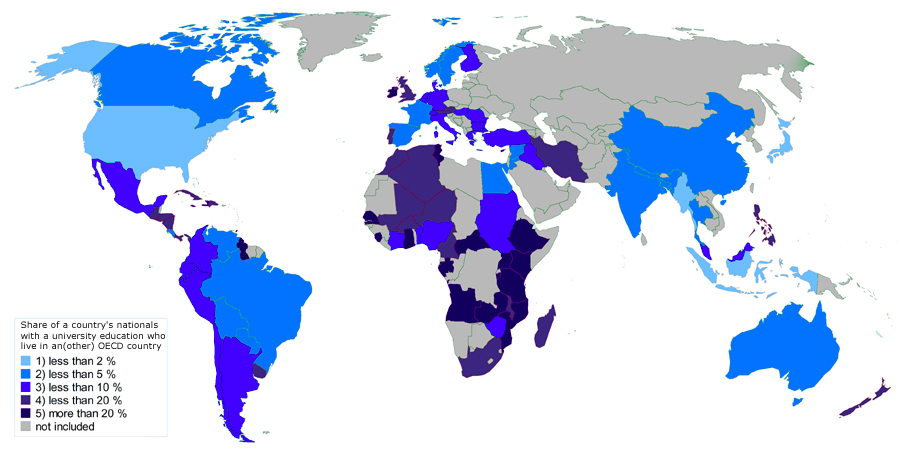 Share of a country's nationals
with a university education who
live in an(other) OECD country
1) less than 2 %
2) less than 5 %
3) less than 10 %
4) less than 20 %
5) more than 20 %
not included